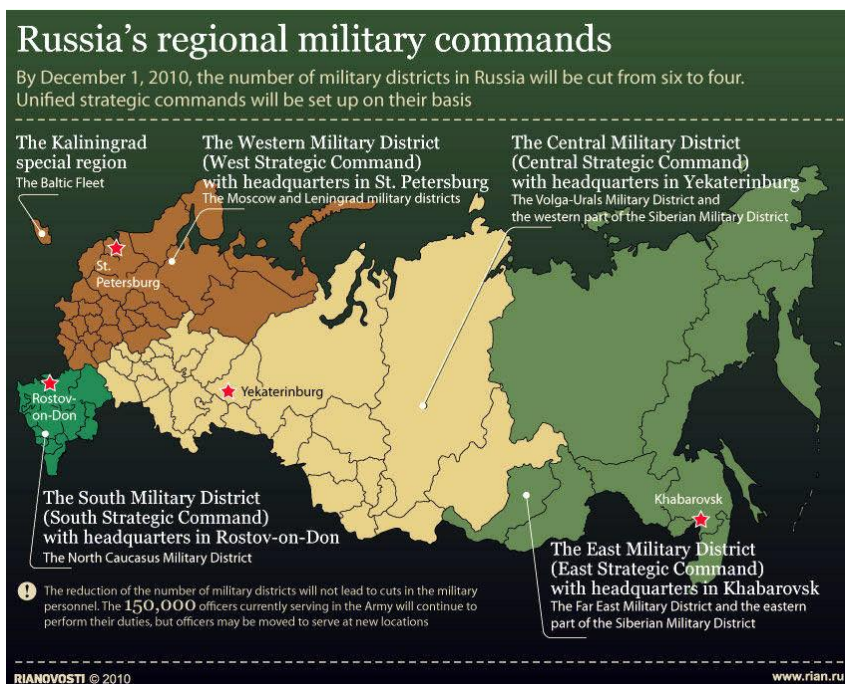 Russia's regional military commands
By December 1, 2010, the number of military districts in Russia will be cut from six to four.
Unified strategic commands will be set up on their basis
The Kaliningrad
special region
The Baltic Fleet
The Western Military District
(West Strategic Command)
with headquarters in St. Petersburg
The Moscow and Leningrad military districts
The Central Military District
(Central Strategic Command)
with headquarters in Yekaterinburg
The Volga-Urals Military District and
the western part of the Siberian Military District
St.
Petersburg
Rostov-
on-Don
Yekaterinburg
Khabarovsk
The South Military District
(South Strategic Command)
with headquarters in Rostov-on-Don
The North Caucasus Military District
The East Military District
(East Strategic Command)
with headquarters in Khabarovsk
The Far East Military District and the eastern
part of the Siberian Military District
! The reduction of the number of military districts will not lead to cuts in the military
personnel. The 150,000 officers currently serving in the Army will continue to
perform their duties, but officers may be moved to serve at new locations
RIANOVOSTI © 2010
www.rian.ru